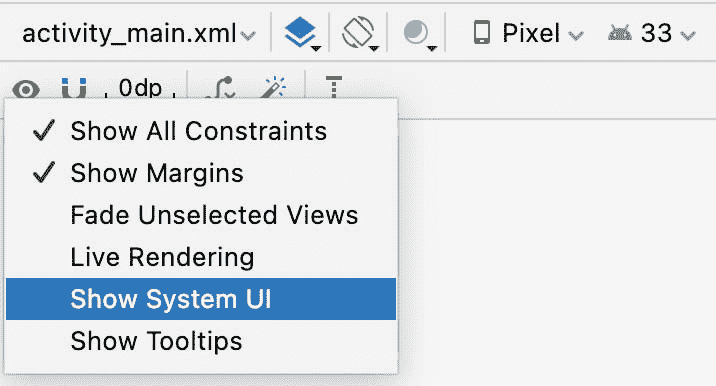 activity_main.xml Pixel 33
0dp
Show All Constraints
Show Margins
Fade Unselected Views
Live Rendering
Show System UI
Show Tooltips